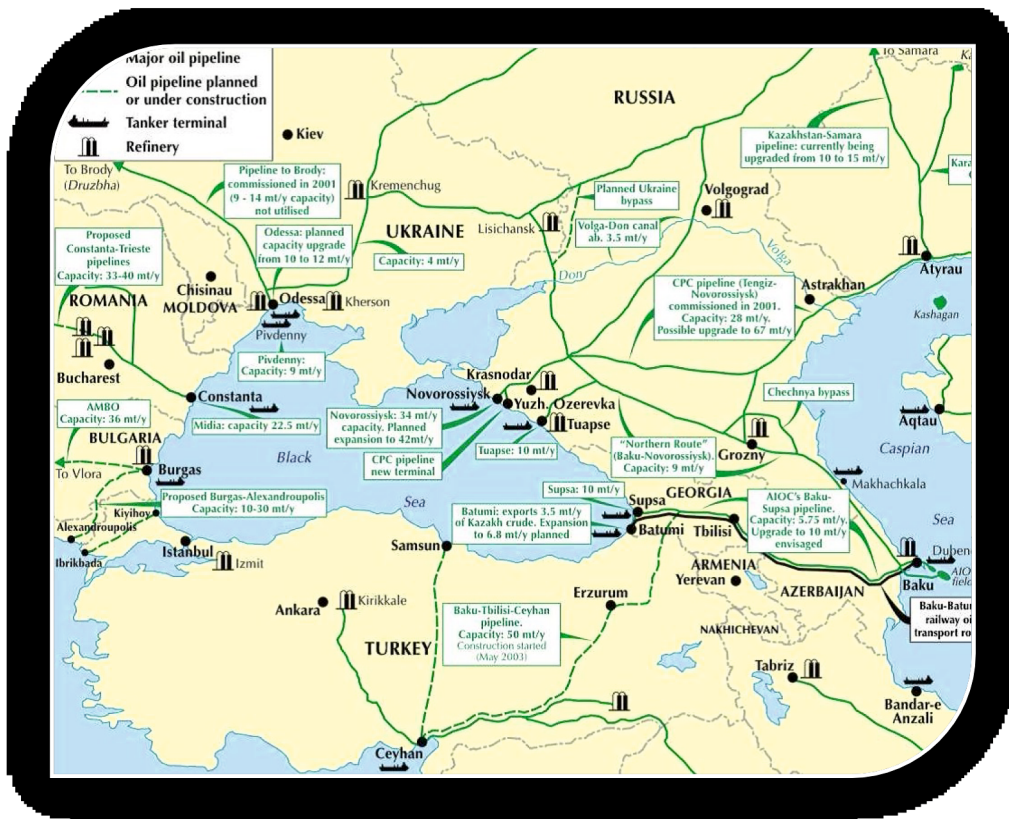 Major oil pipeline
Oil pipeline planned
or under construction
Tanker terminal
Refinery
Kiev
RUSSIA
To Samara
Kazakhstan-Samara
pipeline: currently being
upgraded from 10 to 15 mt/y
To Brody
(Druzbha)
Pipeline to Brody:
commissioned in 2001
(9 - 14 mt/y capacity)
not utilised
Kremenchug
Planned Ukraine
bypass
Volgograd
Lisichansk
Volga-Don canal
ab. 3.5 mt/y
UKRAINE
Capacity: 4 mt/y
Odessa: planned
capacity upgrade
from 10 to 12 mt/y
Proposed
Constanta-Trieste
pipelines
Capacity: 33-40 mt/y
Volga
Don
Atyrau
Chisinau
MOLDOVA
ROMANIA
Odessa
Kherson
Pivdenny
CPC pipeline (Tengiz-
Novorossiysk)
commissioned in 2001.
Capacity: 28 mt/y.
Possible upgrade to 67 mt/y
Astrakhan
Kashagan
Pivdenny:
Capacity: 9 mt/y
Bucharest
Krasnodar
Constanta
Novorossiysk
Yuzh. Ozerevka
Chechnya bypass
AMBO
Capacity: 36 mt/y
Midia: capacity 22.5 mt/y
Novorossiysk: 34 mt/y
capacity. Planned
expansion to 42mt/y
Tuapse
Aqtau
BULGARIA
CPC pipeline
new terminal
Tuapse: 10 mt/y
"Northern Route"
(Baku-Novorossiysk).
Capacity: 9 mt/y
Grozny
Caspian
Black
To Vlora
Burgas
Makhachkala
Proposed Burgas-Alexandroupolis
Capacity: 10-30 mt/y
Sea
Supsa: 10 mt/y
Supsa
GEORGIA
AIOC's Baku-
Supsa pipeline.
Capacity: 5.75 mt/y.
Upgrade to 10 mt/y
envisaged
Sea
Kiyihoy
Alexandroupolis
Batumi: exports 3.5 mt/y
of Kazakh crude. Expansion
to 6.8 mt/y planned
Batumi
Tbilisi
Ibrikbada
Istanbul
Izmit
Samsun
ARMENIA
Yerevan
AZERBAIJAN
Baku
Ankara
Kirikkale
Erzurum
Baku-Tbilisi-Ceyhan
pipeline.
Capacity: 50 mt/y
Construction started
(May 2003)
TURKEY
NAKHICHEVAN
railway
transport
Tabriz
Bandar-e
Anzali
Ceyhan